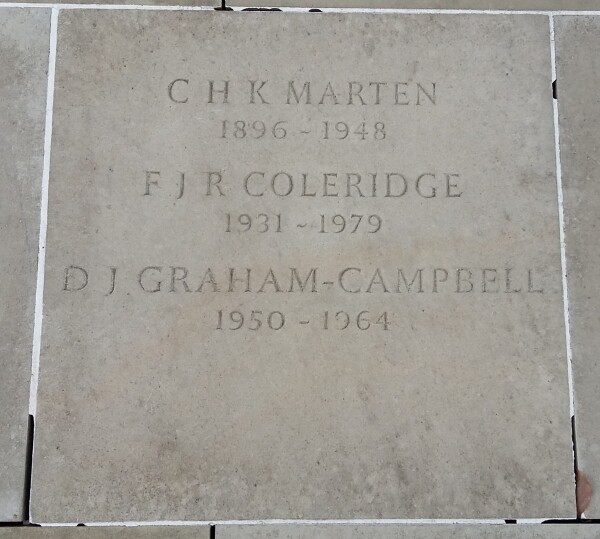 C H K MARTEN
1896 ~ 1948
F J R COLERIDGE
1931 ~ 1979
D J GRAHAM-CAMPBELL
1950 ~ 1964